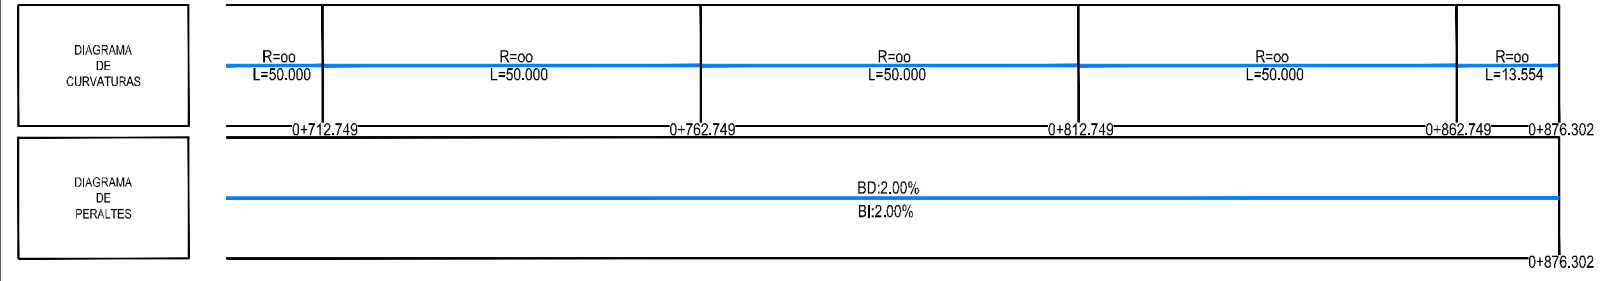 DIAGRAMA
DE
CURVATURAS
R=oo
L=50.000
R=oo
L=50.000
R=oo
L=50.000
R=oo
L=50.000
R=oo
L=13.554
0+712.749
0+762.749
0+812.749
0+862.749
0+876.302
DIAGRAMA
DE
PERALTES
BD:2.00%
BI:2.00%
0+876.302